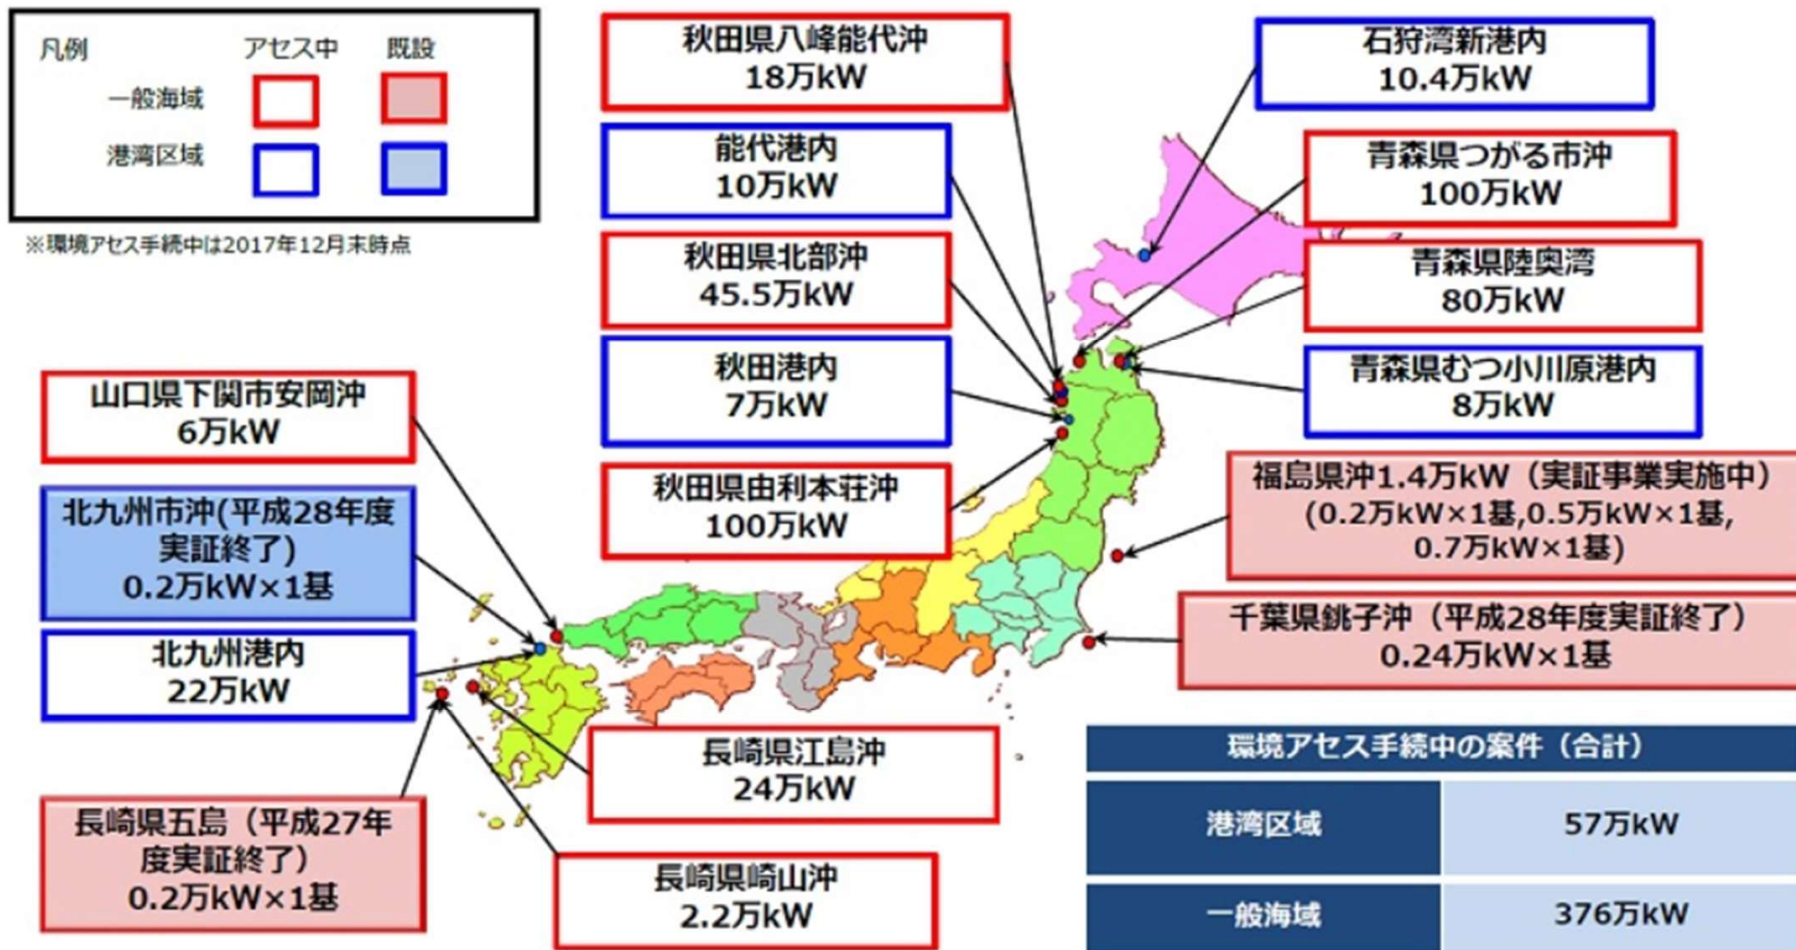 凡例 アセス中 既設
一般海域
港湾区域
※環境アセス手続中は2017年12月末時点
秋田県八峰能代沖
18万kW
能代港内
10万kW
秋田県北部沖
45.5万kW
秋田港内
7万kW
秋田県由利本荘沖
100万kW
石狩湾新港内
10.4万kW
青森県つがる市沖
100万kW
青森県陸奥湾
80万kW
青森県むつ小川原港内
8万kW
福島県沖1.4万kW（実証事業実施中）
(0.2万kW×1基,0.5万kW×1基,
0.7万kW×1基)
千葉県銚子沖（平成28年度実証終了）
0.24万kW×1基
山口県下関市安岡沖
6万kW
北九州市沖(平成28年度
実証終了)
0.2万kW×1基
北九州港内
22万kW
長崎県五島（平成27年
度実証終了）
0.2万kW×1基
長崎県江島沖
24万kW
長崎県崎山沖
2.2万kW
環境アセス手続中の案件（合計）
港湾区域 57万kW
一般海域 376万kW